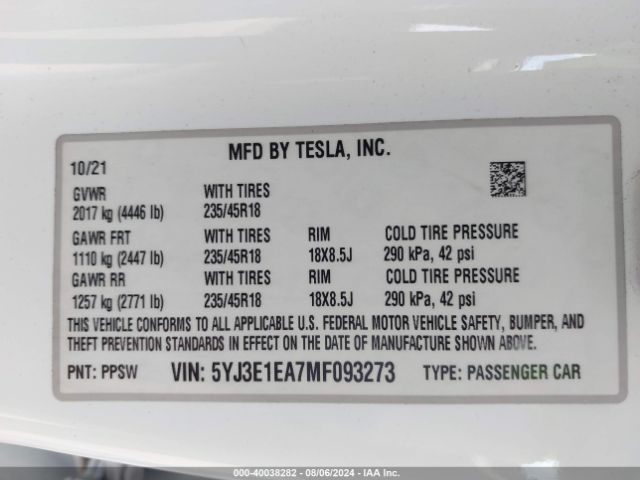 MFD BY TESLA, INC.
10/21
GVWR WITH TIRES
2017 kg (4446 lb) 235/45R18
GAWR FRT WITH TIRES RIM COLD TIRE PRESSURE
1110 kg (2447 lb) 235/45R18 18X8.5J 290 kPa, 42 psi
GAWR RR WITH TIRES RIM COLD TIRE PRESSURE
1257 kg (2771 lb) 235/45R18 18X8.5J 290 kPa, 42 psi
THIS VEHICLE CONFORMS TO ALL APPLICABLE U.S. FEDERAL MOTOR VEHICLE SAFETY, BUMPER, AND
THEFT PREVENTION STANDARDS IN EFFECT ON THE DATE OF MANUFACTURE SHOWN ABOVE.
PNT: PPSW VIN: 5YJ3E1EA7MF093273 TYPE: PASSENGER CAR
000-40038282 - 08/06/2024 - IAA Inc.